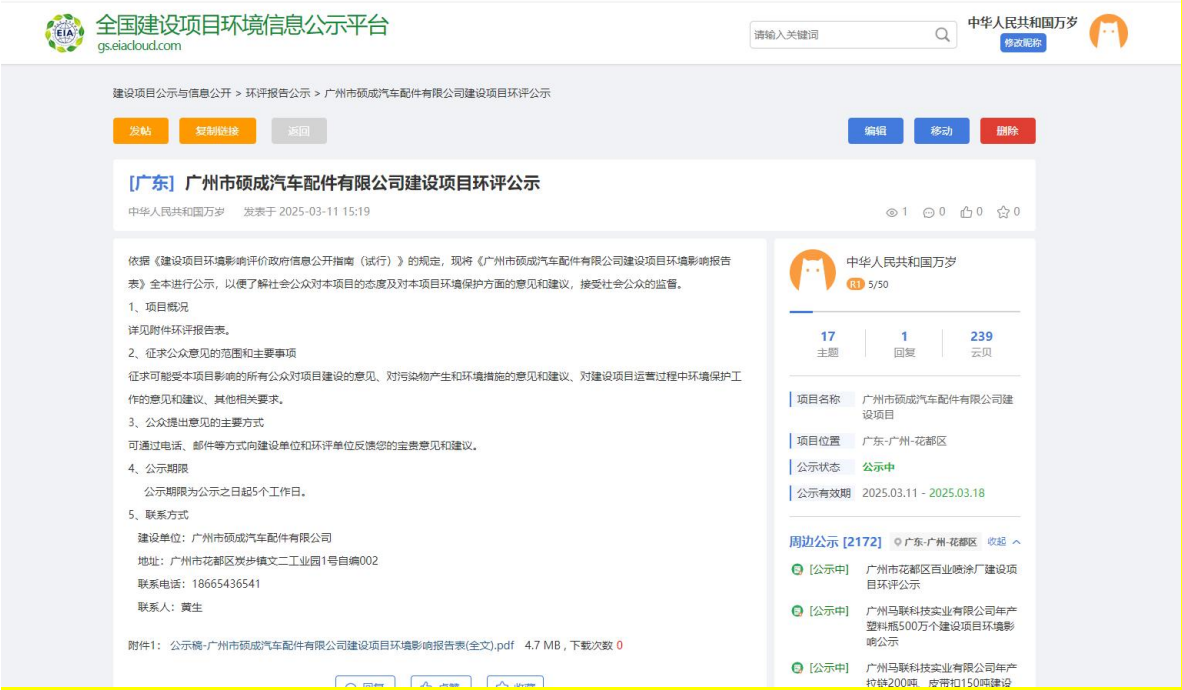 全国建设项目环境信息公示平台
gs.eiacloud.com
EIA
请输入关键词
中华人民共和国万岁
修改昵称
建设项目公示与信息公开 > 环评报告公示 > 广州市硕成汽车配件有限公司建设项目环评公示
发帖 复制链接 返回 编辑 移动 删除
[广东] 广州市硕成汽车配件有限公司建设项目环评公示
中华人民共和国万岁 发表于 2025-03-11 15:19 1 0 0 0
依据《建设项目环境影响评价政府信息公开指南（试行）》的规定，现将《广州市硕成汽车配件有限公司建设项目环境影响报告
表》全本进行公示，以便了解社会公众对本项目的态度及对本项目环境保护方面的意见和建议，接受社会公众的监督。
1、项目概况
详见附件环评报告表。
2、征求公众意见的范围和主要事项
征求可能受本项目影响的所有公众对项目建设的意见、对污染物产生和环境措施的意见和建议、对建设项目运营过程中环境保护工
作的意见和建议、其他相关要求。
3、公众提出意见的主要方式
可通过电话、邮件等方式向建设单位和环评单位反馈您的宝贵意见和建议。
4、公示期限
公示期限为公示之日起5个工作日。
5、联系方式
建设单位：广州市硕成汽车配件有限公司
地址：广州市花都区炭步镇文二工业园1号自编002
联系电话：18665436541
联系人：黄生
附件1： 公示稿-广州市硕成汽车配件有限公司建设项目环境影响报告表(全文).pdf 4.7 MB , 下载次数 0
回复 点赞 收藏
中华人民共和国万岁
R1 5/50
17 1 239
主题 回复 云贝
项目名称 广州市硕成汽车配件有限公司建
设项目
项目位置 广东-广州-花都区
公示状态 公示中
公示有效期 2025.03.11 - 2025.03.18
周边公示 [2172] 广东-广州-花都区 收起
[公示中] 广州市花都区百业喷涂厂建设项
目环评公示
[公示中] 广州马联科技实业有限公司年产
塑料瓶500万个建设项目环境影
响公示
[公示中] 广州马联科技实业有限公司年产
拉链200吨、皮带扣150吨建设